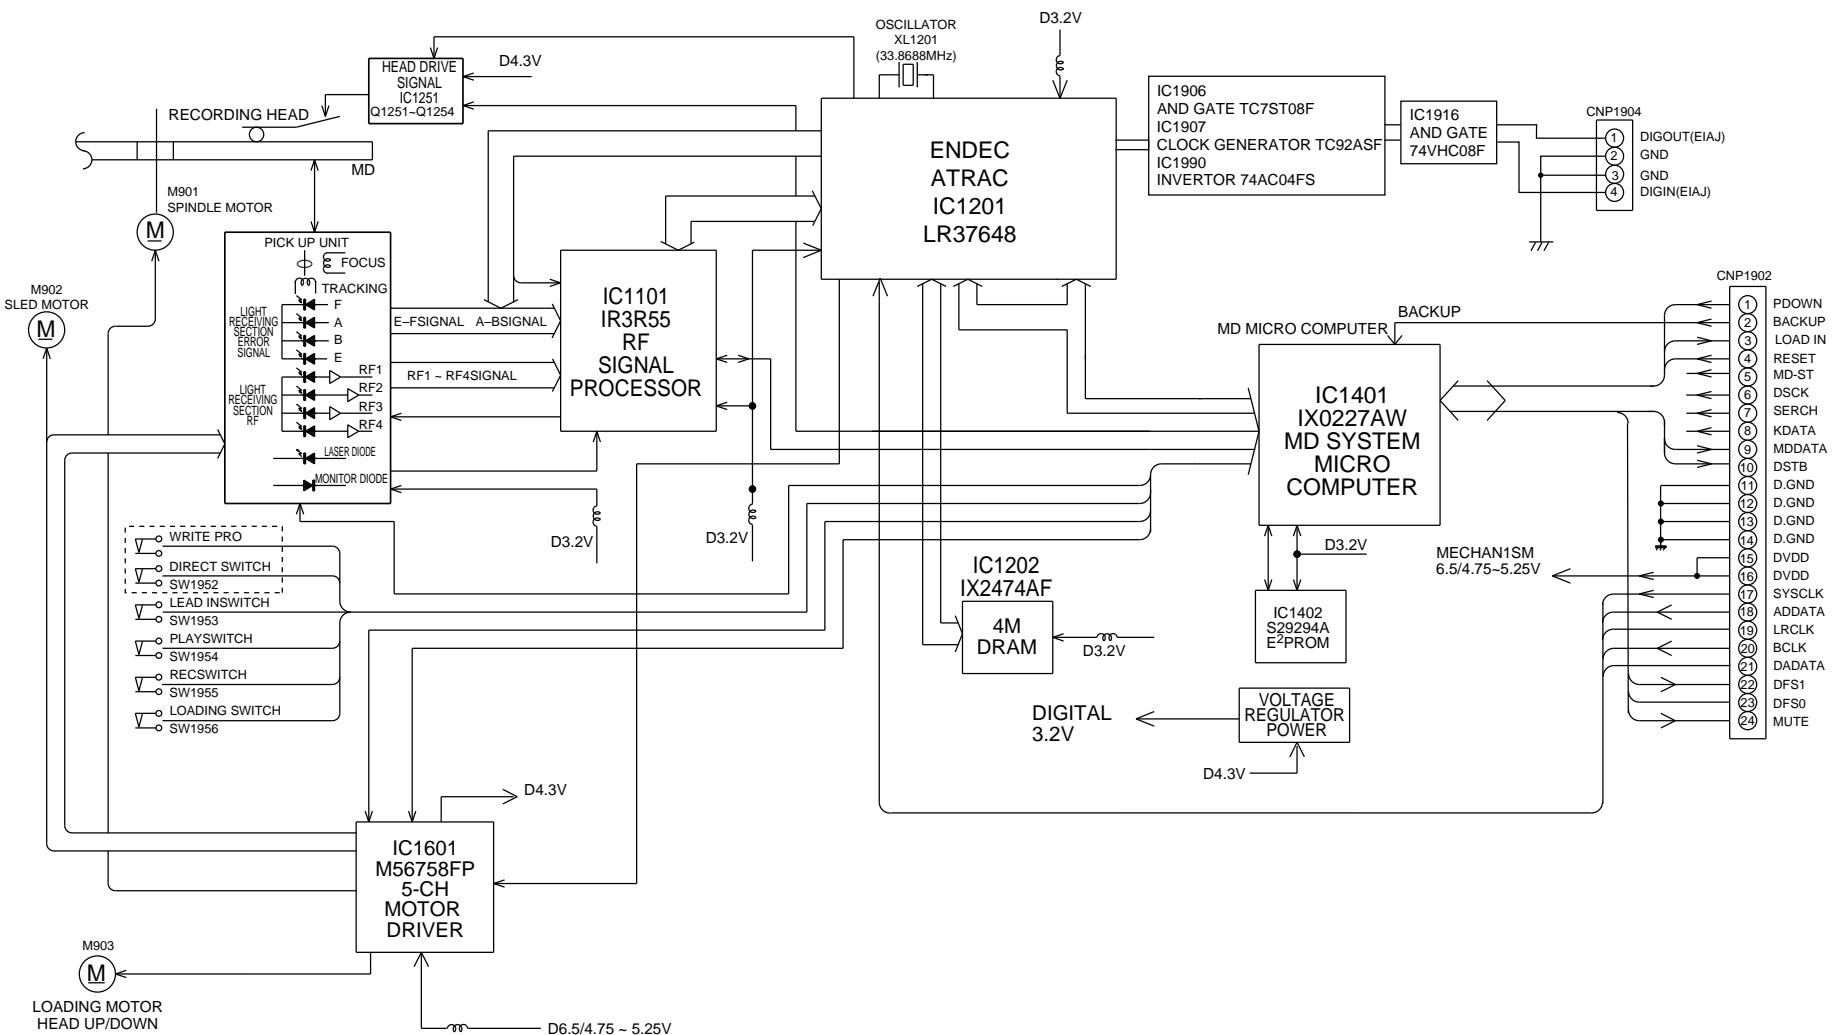 OSCILLATOR
XL1201
(33.8688MHz)
D3.2V
HEAD DRIVE
SIGNAL
IC1251
Q1251~Q1254
D4.3V
RECORDING HEAD
MD
M901
SPINDLE MOTOR
M
M902
SLED MOTOR
M
PICK UP UNIT
FOCUS
TRACKING
LIGHT
RECEIVING
SECTION
ERROR
SIGNAL
F
A
B
E
LIGHT
RECEIVING
SECTION
RF
RF1
RF2
RF3
RF4
LASER DIODE
MONITOR DIODE
E–FSIGNAL A–BSIGNAL
RF1 ~ RF4SIGNAL
IC1101
IR3R55
RF
SIGNAL
PROCESSOR
D3.2V
D3.2V
ENDEC
ATRAC
IC1201
LR37648
IC1906
AND GATE TC7ST08F
IC1907
CLOCK GENERATOR TC92ASF
IC1990
INVERTOR 74AC04FS
IC1916
AND GATE
74VHC08F
CNP1904
1 DIGOUT(EIAJ)
2 GND
3 GND
4 DIGIN(EIAJ)
MD MICRO COMPUTER
BACKUP
IC1401
IX0227AW
MD SYSTEM
MICRO
COMPUTER
D3.2V
IC1402
S29294A
E²PROM
IC1202
IX2474AF
4M
DRAM
D3.2V
DIGITAL
3.2V
VOLTAGE
REGULATOR
POWER
D4.3V
MECHAN1SM
6.5/4.75~5.25V
CNP1902
1 PDOWN
2 BACKUP
3 LOAD IN
4 RESET
5 MD-ST
6 DSCK
7 SERCH
8 KDATA
9 MDDATA
10 DSTB
11 D.GND
12 D.GND
13 D.GND
14 D.GND
15 DVDD
16 DVDD
17 SYSCLK
18 ADDATA
19 LRCLK
20 BCLK
21 DADATA
22 DFS1
23 DFS0
24 MUTE
WRITE PRO
DIRECT SWITCH
SW1952
LEAD INSWITCH
SW1953
PLAYSWITCH
SW1954
RECSWITCH
SW1955
LOADING SWITCH
SW1956
D4.3V
IC1601
M56758FP
5-CH
MOTOR
DRIVER
M903
M
LOADING MOTOR
HEAD UP/DOWN
D6.5/4.75 ~ 5.25V